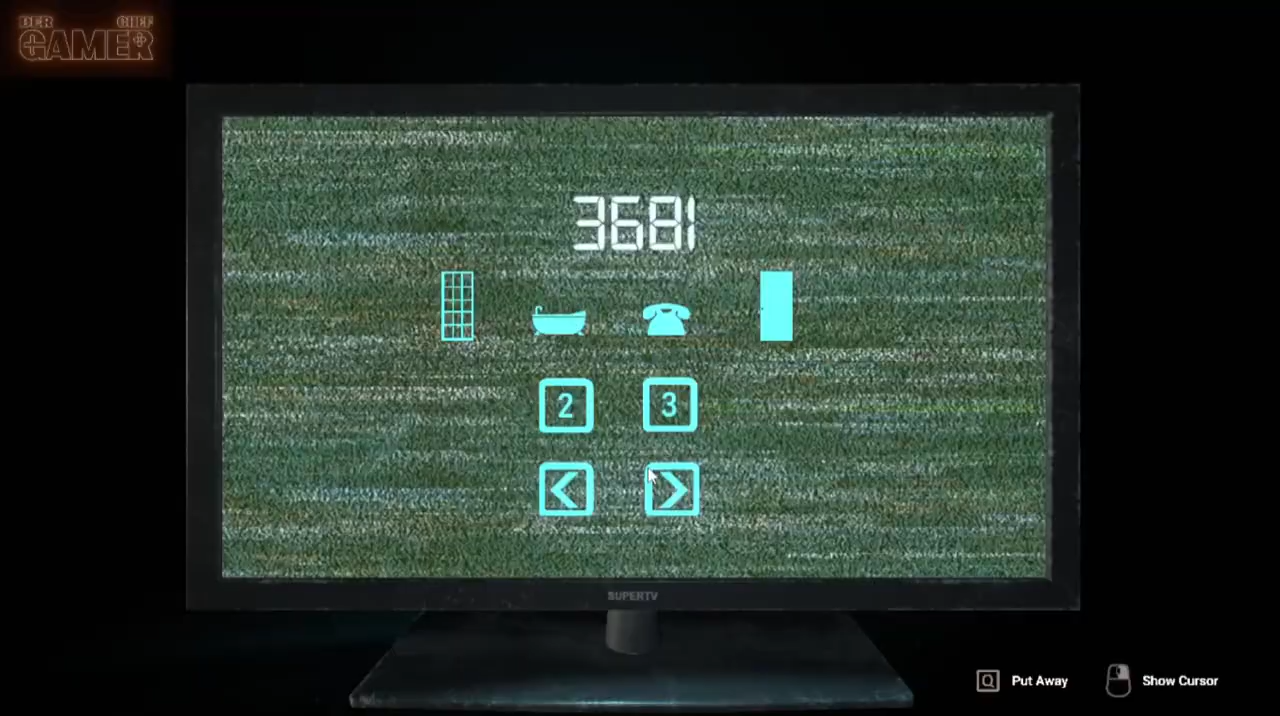 DER CHEF
GAMER
3681
2 3
SUPERTV
Q Put Away Show Cursor